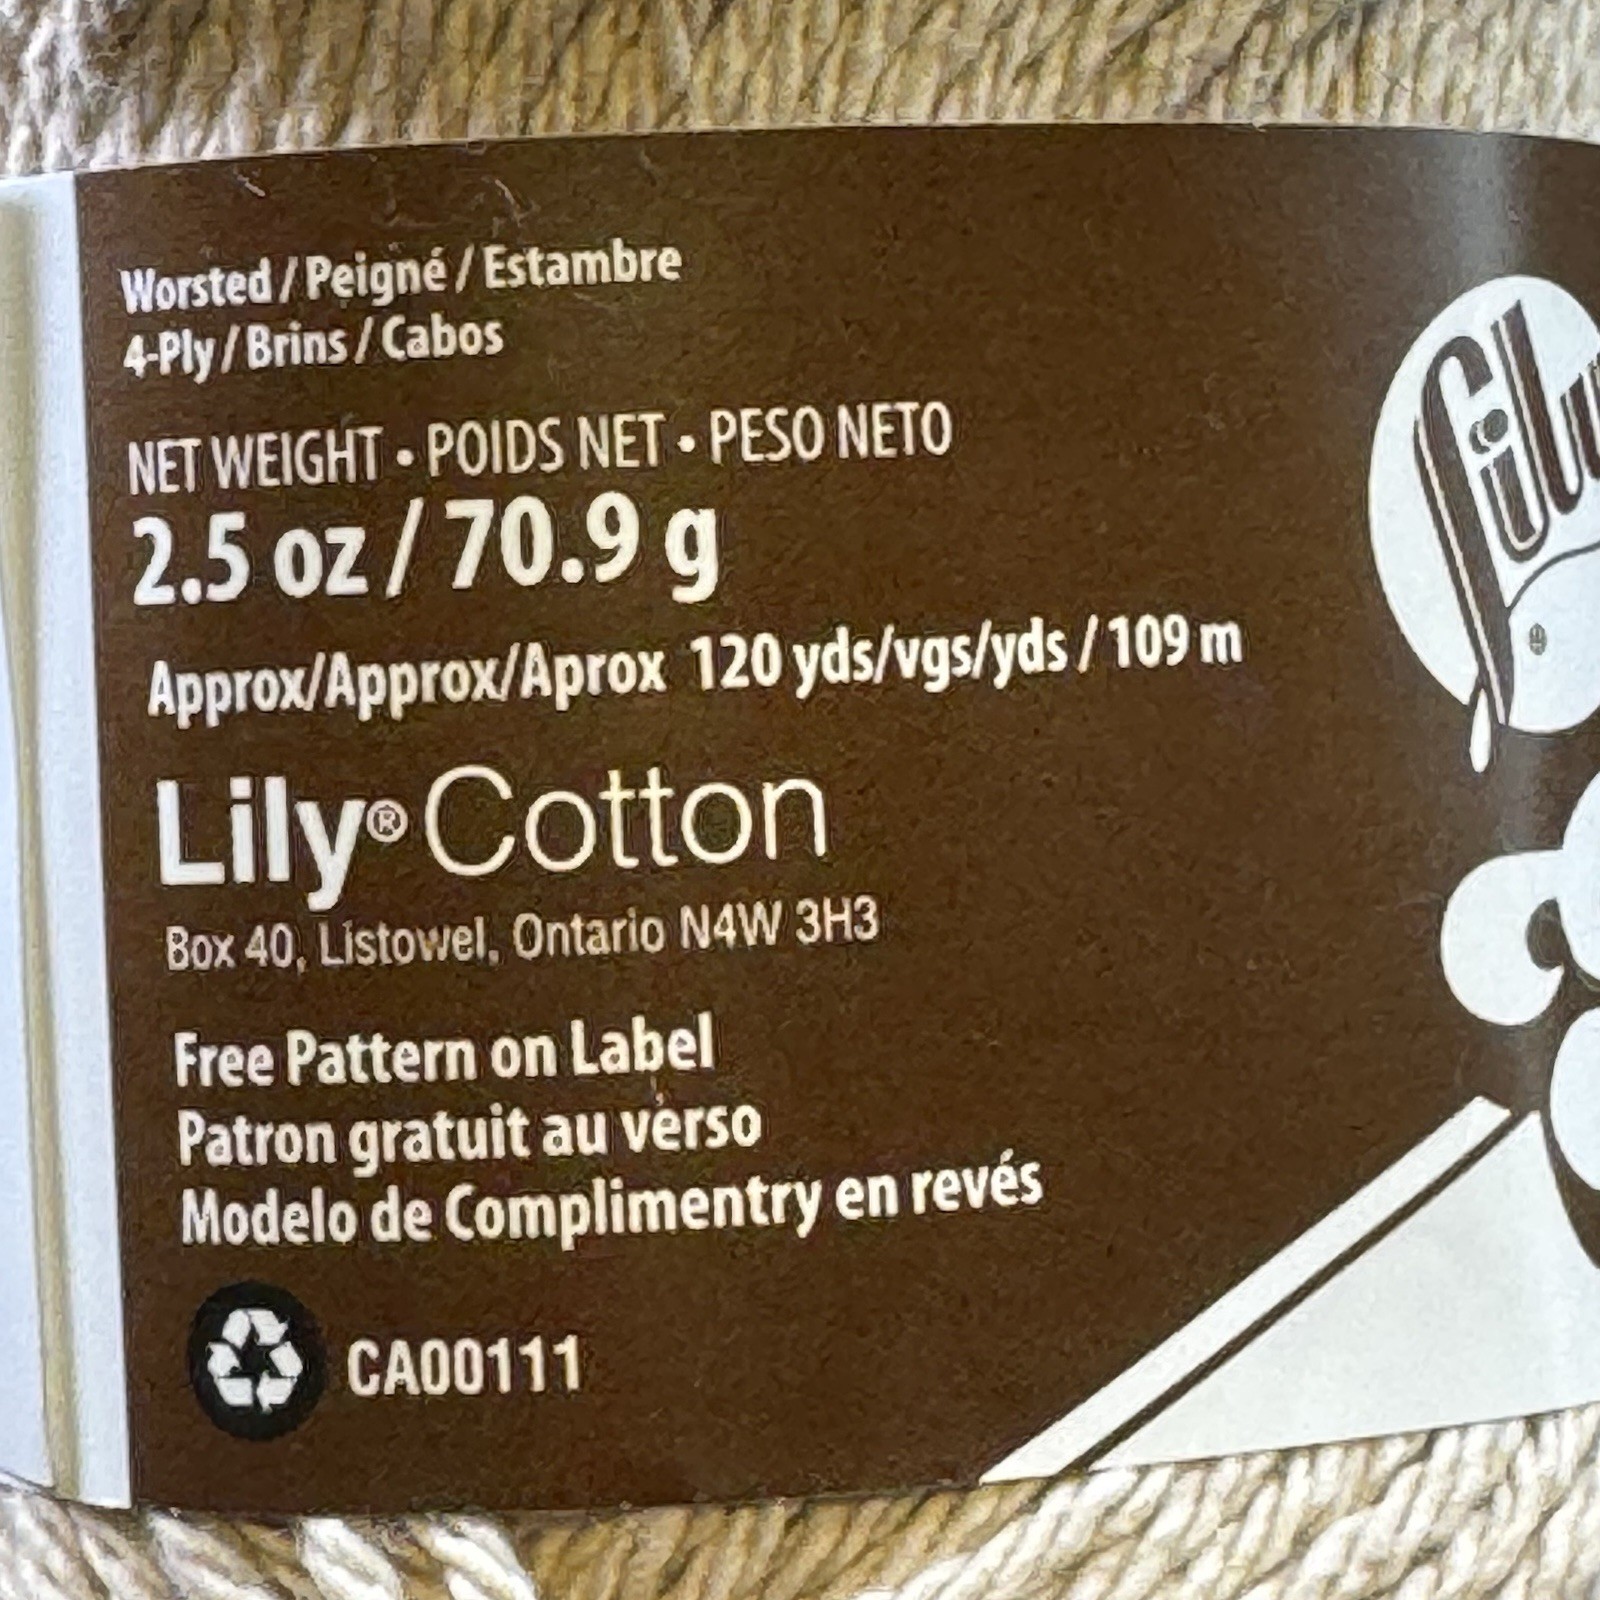 Worsted / Peigné / Estambre
4-Ply / Brins / Cabos
NET WEIGHT • POIDS NET • PESO NETO
2.5 oz / 70.9 g
Approx/Approx/Aprox 120 yds/vgs/yds / 109 m
Lily® Cotton
Box 40, Listowel, Ontario N4W 3H3
Free Pattern on Label
Patron gratuit au verso
Modelo de Complimentry en revés
CA00111
Lily
®